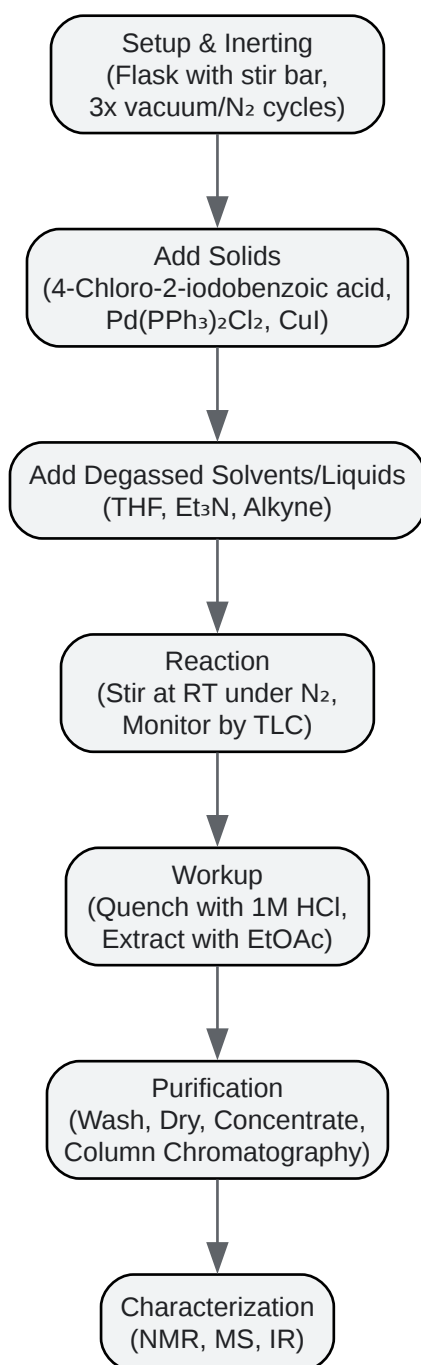 Setup & Inerting
(Flask with stir bar,
3x vacuum/N₂ cycles)
Add Solids
(4-Chloro-2-iodobenzoic acid,
Pd(PPh₃)₂Cl₂, CuI)
Add Degassed Solvents/Liquids
(THF, Et₃N, Alkyne)
Reaction
(Stir at RT under N₂,
Monitor by TLC)
Workup
(Quench with 1M HCl,
Extract with EtOAc)
Purification
(Wash, Dry, Concentrate,
Column Chromatography)
Characterization
(NMR, MS, IR)